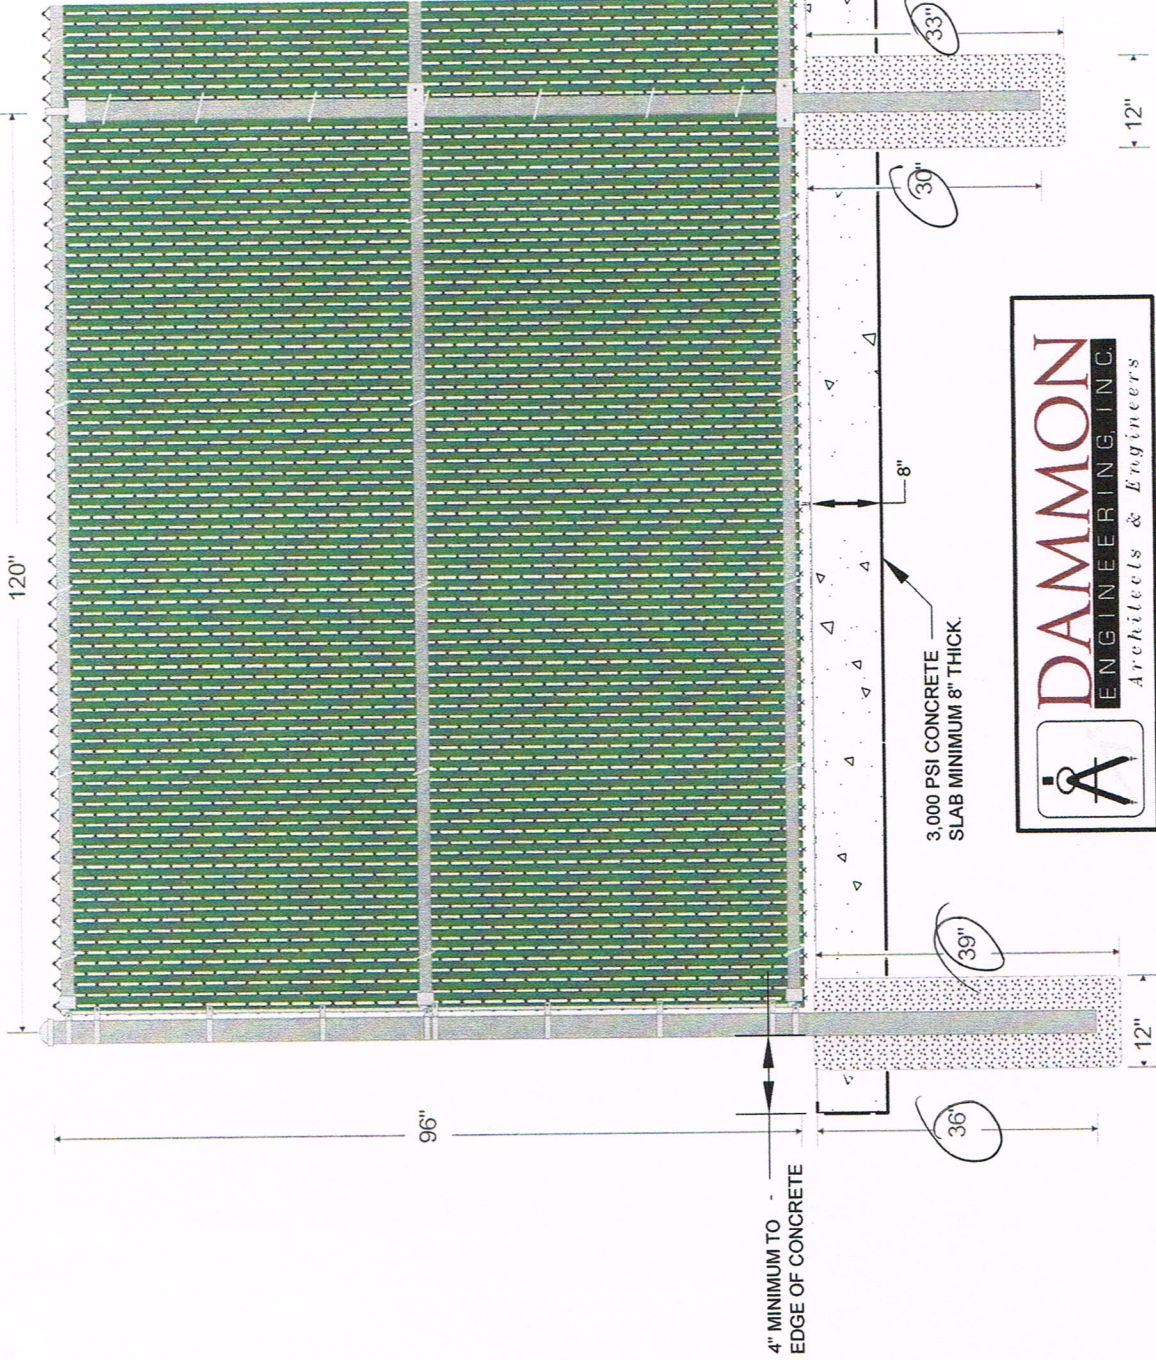 120"
96"
33"
12"
30"
8"
3,000 PSI CONCRETE
SLAB MINIMUM 8" THICK.
4" MINIMUM TO
EDGE OF CONCRETE
39"
36"
12"
DAMMON
ENGINEERING, INC.
Architects & Engineers